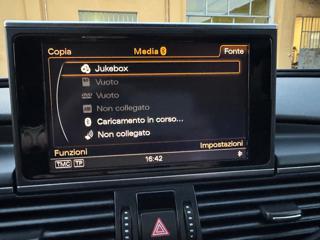 Copia Media Fonte
Jukebox
Vuoto
Vuoto
Non collegato
Caricamento in corso...
Non collegato
Funzioni Impostazioni
TMC TP 16:42